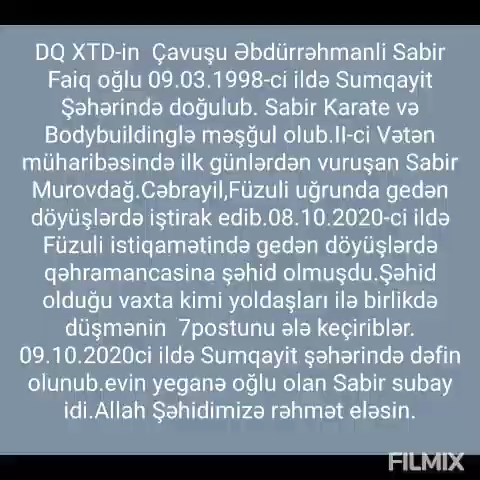 DQ XTD-in Çavuşu Əbdürrəhmanli Sabir
Faiq oğlu 09.03.1998-ci ildə Sumqayit
Şəhərində doğulub. Sabir Karate və
Bodybuildinglə məşğul olub.II-ci Vətən
müharibəsində ilk günlərdən vuruşan Sabir
Murovdağ.Cəbrayil,Füzuli uğrunda gedən
döyüşlərdə iştirak edib.08.10.2020-ci ildə
Füzuli istiqamətində gedən döyüşlərdə
qəhramancasina şəhid olmuşdu.Şəhid
olduğu vaxta kimi yoldaşları ilə birlikdə
düşmənin 7postunu ələ keçiriblər.
09.10.2020ci ildə Sumqayit şəhərində dəfin
olunub.evin yeganə oğlu olan Sabir subay
idi.Allah Şəhidimizə rəhmət eləsin.
FILMIX